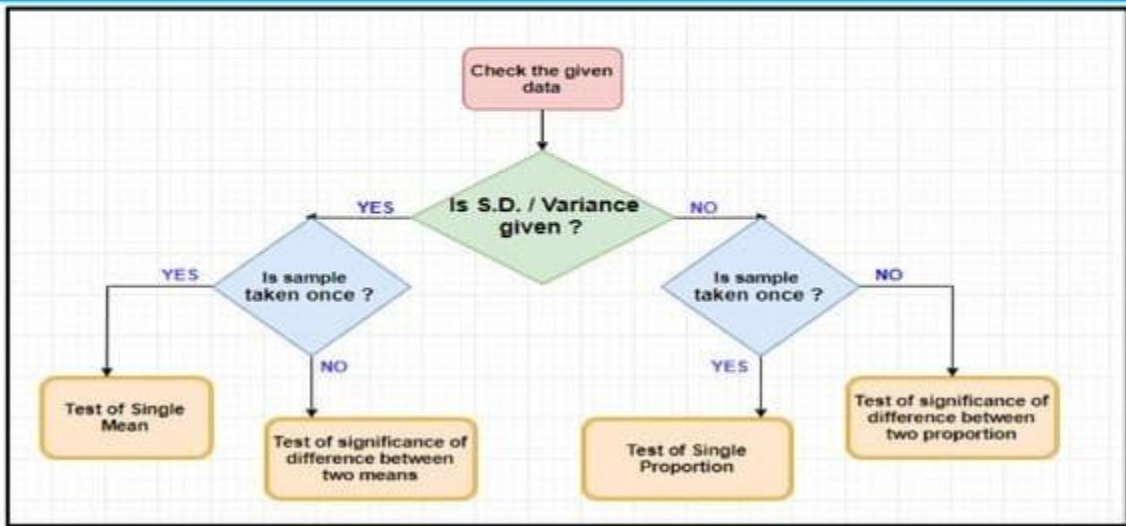 Check the given
data
Is S.D. / Variance
given ?
YES
NO
Is sample
taken once ?
YES
NO
Test of Single
Mean
Test of significance of
difference between
two means
Is sample
taken once ?
YES
NO
Test of Single
Proportion
Test of significance of
difference between
two proportion